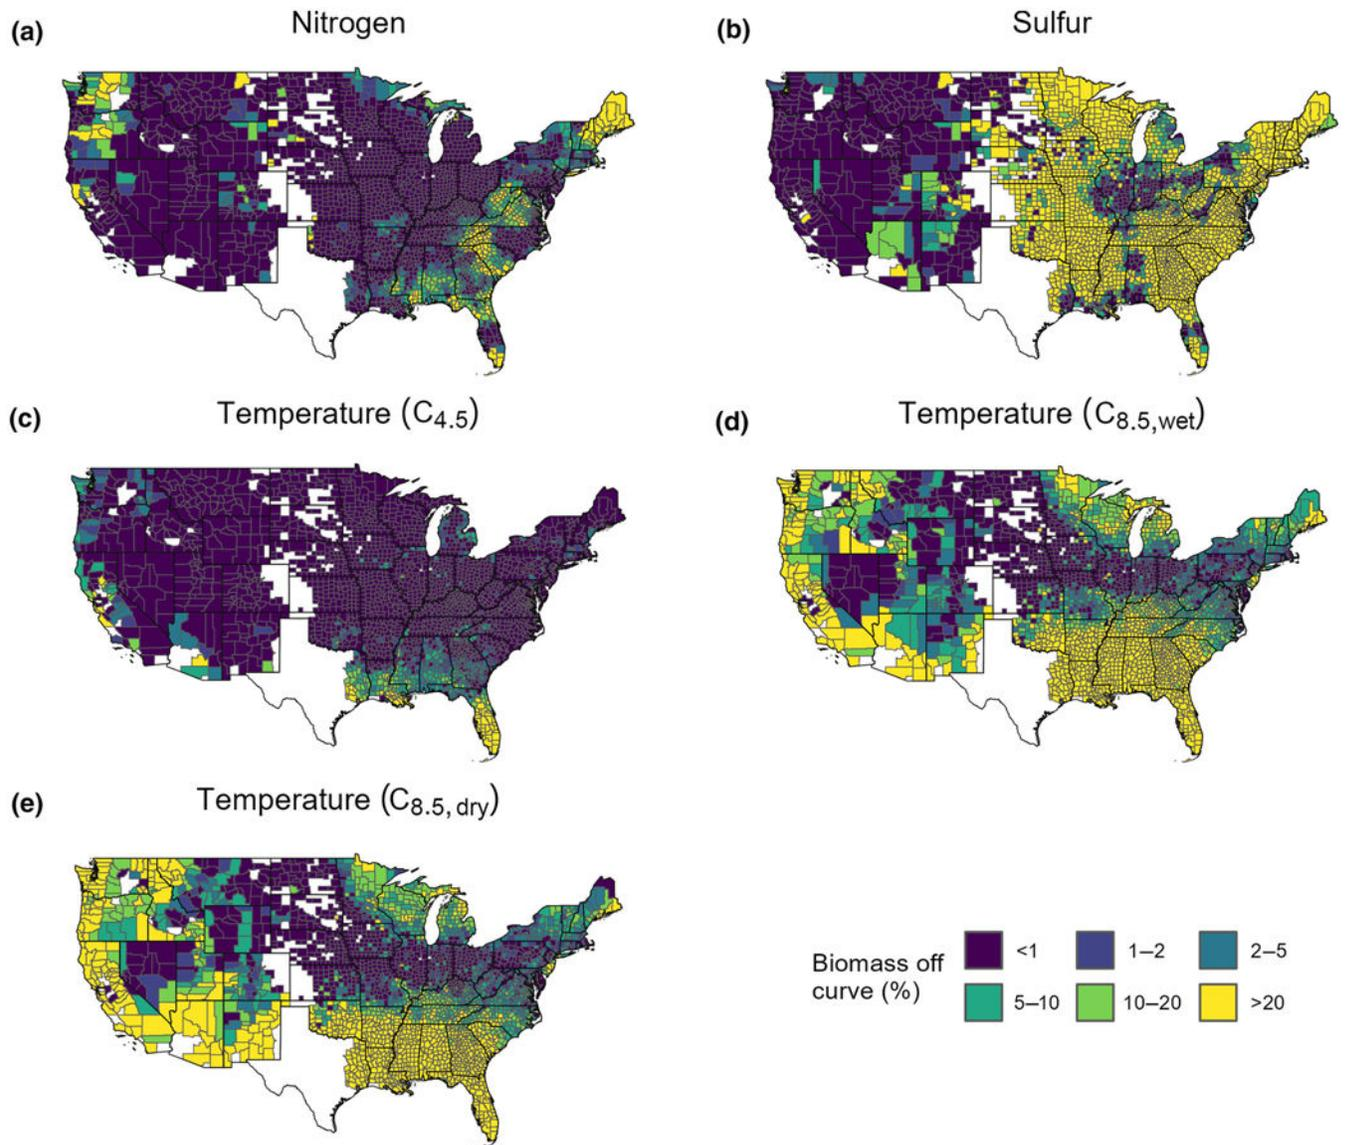 (a) Nitrogen
(b) Sulfur
(c) Temperature (C4.5)
(d) Temperature (C8.5,wet)
(e) Temperature (C8.5, dry)
Biomass off
curve (%)
<1 1–2 2–5
5–10 10–20 >20